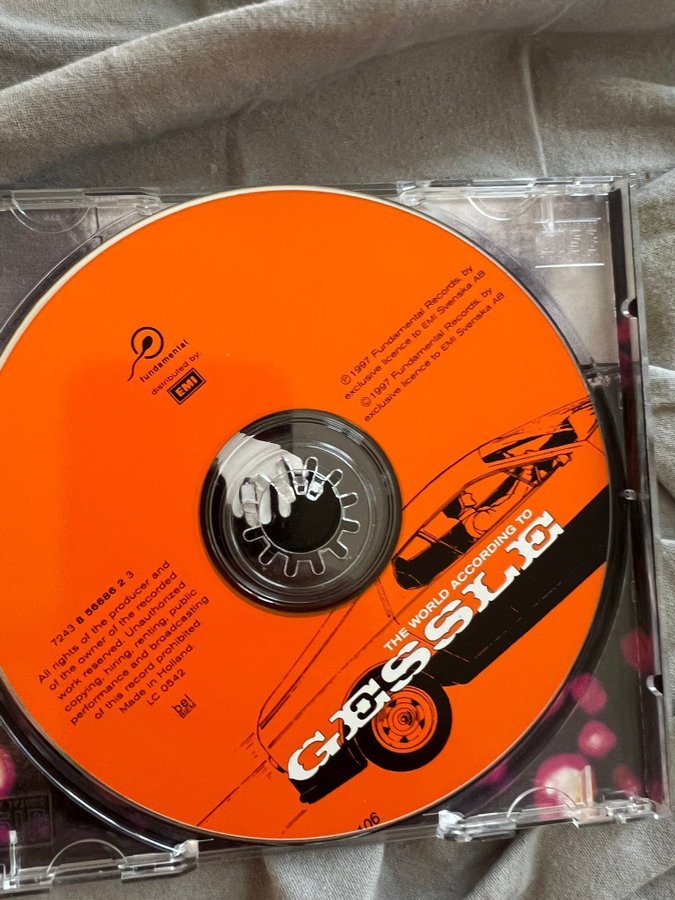 fundamental
distributed by:
EMI
℗ 1997 Fundamental Records, by
exclusive licence to EMI Svenska AB
© 1997 Fundamental Records, by
exclusive licence to EMI Svenska AB
7243 8 56686 2 3
All rights of the producer and
of the owner of the recorded
work reserved. Unauthorized
copying, hiring, renting, public
performance and broadcasting
of this record prohibited.
Made in Holland.
LC 0542
bel
BIEM
THE WORLD ACCORDING TO
GESSLE
106